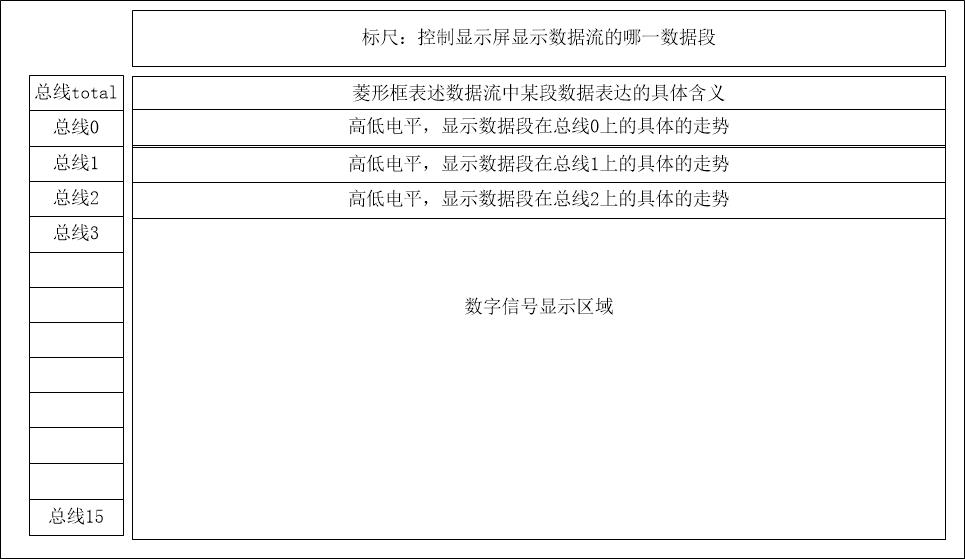 标尺：控制显示屏显示数据流的哪一数据段
总线total
菱形框表述数据流中某段数据表达的具体含义
总线0
高低电平，显示数据段在总线0上的具体的走势
总线1
高低电平，显示数据段在总线1上的具体的走势
总线2
高低电平，显示数据段在总线2上的具体的走势
总线3
数字信号显示区域
总线15